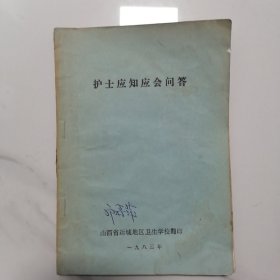 护士应知应会问答
山西省运城地区卫生学校翻印
一九八三年